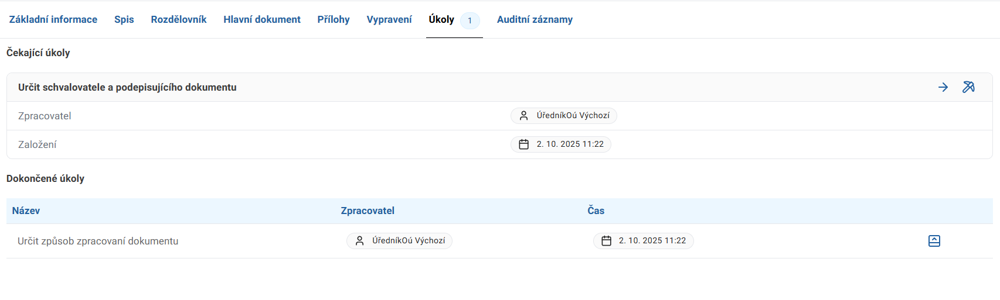 Základní informace Spis Rozdělovník Hlavní dokument Přílohy Vypravení Úkoly 1 Auditní záznamy
Čekající úkoly
Určit schvalovatele a podepisujícího dokumentu
Zpracovatel ÚředníkOú Výchozí
Založení 2. 10. 2025 11:22
Dokončené úkoly
Název Zpracovatel Čas
Určit způsob zpracovaní dokumentu ÚředníkOú Výchozí 2. 10. 2025 11:22